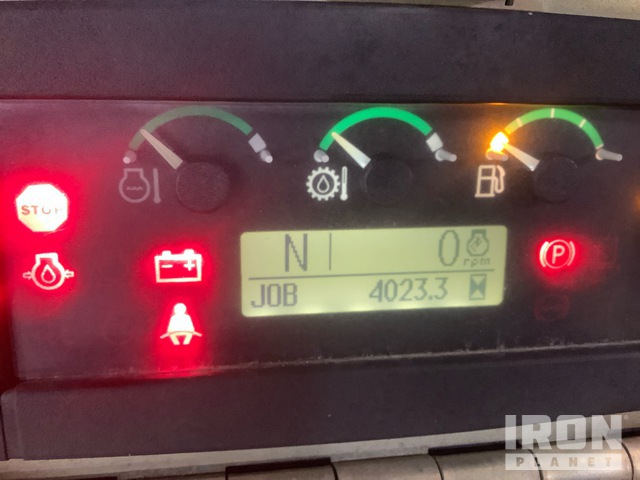 STOP
N 0 rpm
JOB 4023.3
P
IRON
PLANET